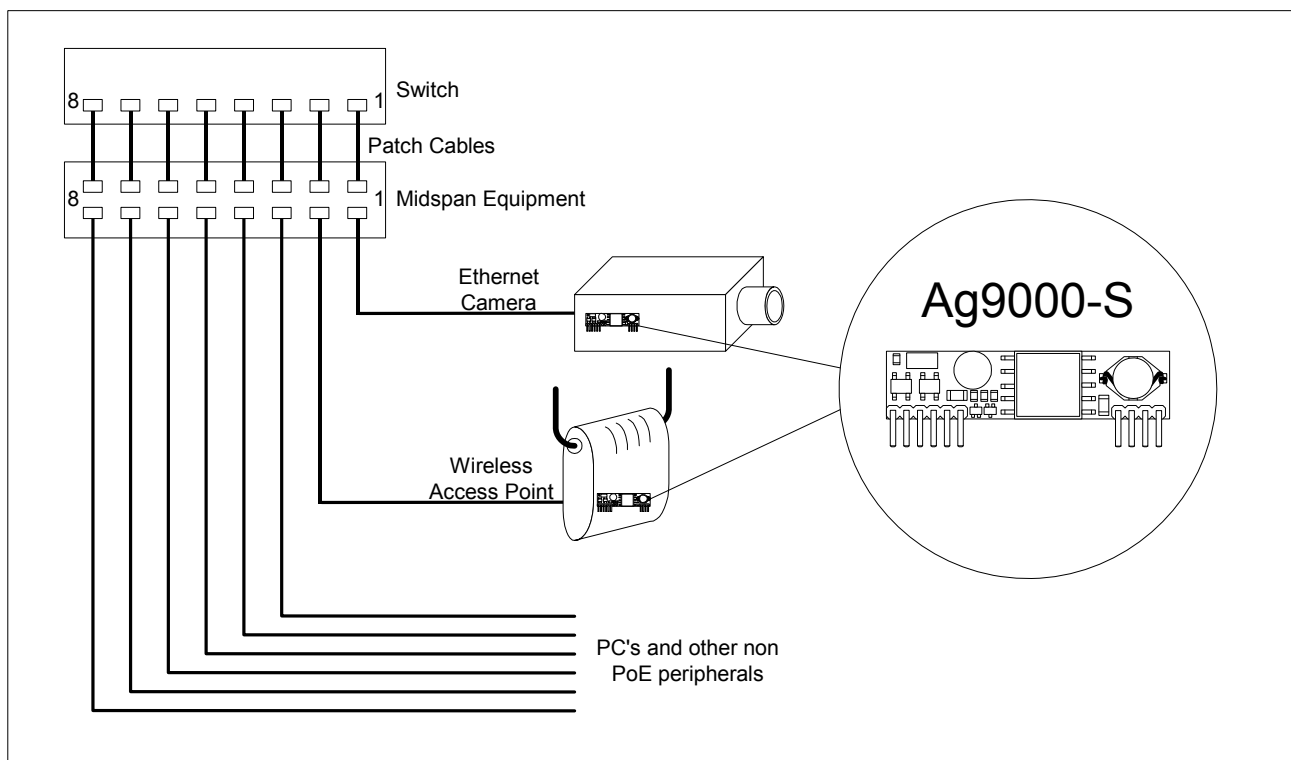 8
1
Switch
Patch Cables
8
1
Midspan Equipment
Ethernet
Camera
Ag9000-S
Wireless
Access Point
PC's and other non
PoE peripherals